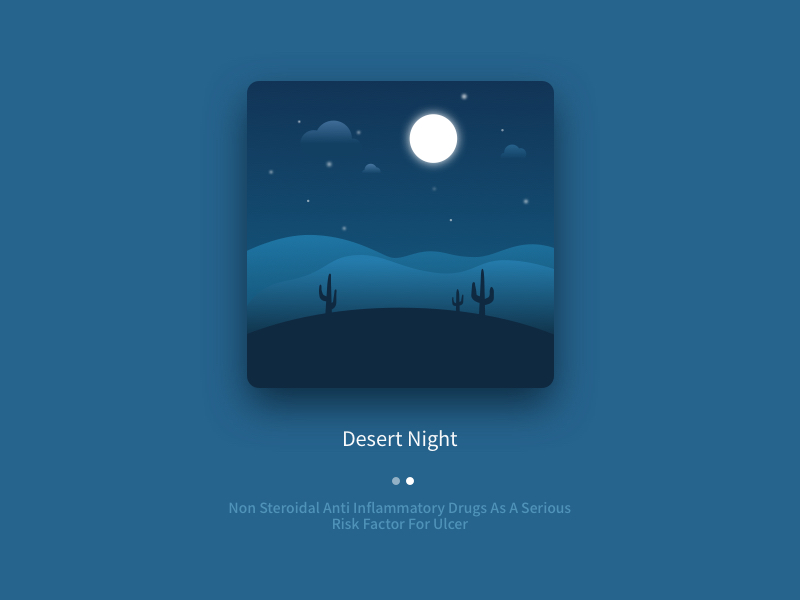 Desert Night
Non Steroidal Anti Inflammatory Drugs As A Serious
Risk Factor For Ulcer